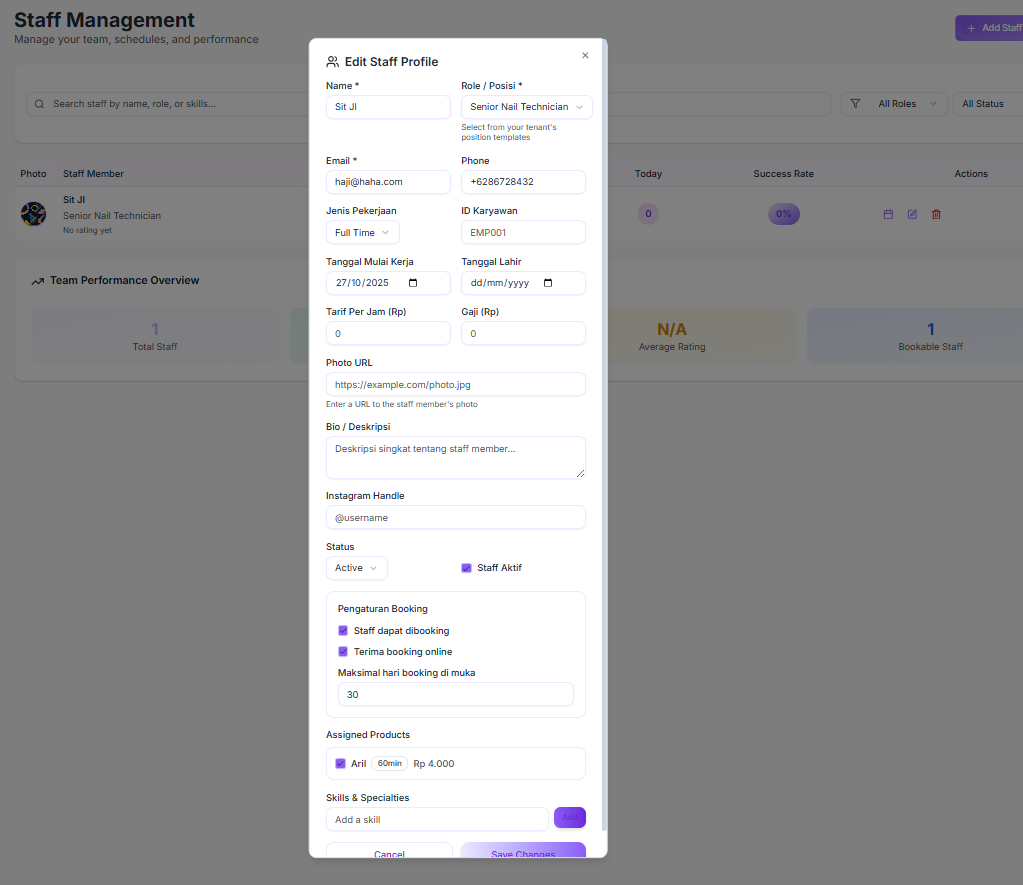 Staff Management
Manage your team, schedules, and performance
Add Staff
Search staff by name, role, or skills...
All Roles
All Status
Photo
Staff Member
Today
Success Rate
Actions
Sit JI
Senior Nail Technician
No rating yet
0
0%
Team Performance Overview
1
Total Staff
N/A
Average Rating
1
Bookable Staff
Edit Staff Profile
Name *
Role / Posisi *
Sit JI
Senior Nail Technician
Select from your tenant's
position templates
Email *
Phone
haji@haha.com
+6286728432
Jenis Pekerjaan
ID Karyawan
Full Time
EMP001
Tanggal Mulai Kerja
Tanggal Lahir
27/10/2025
dd/mm/yyyy
Tarif Per Jam (Rp)
Gaji (Rp)
0
0
Photo URL
https://example.com/photo.jpg
Enter a URL to the staff member's photo
Bio / Deskripsi
Deskripsi singkat tentang staff member...
Instagram Handle
@username
Status
Active
Staff Aktif
Pengaturan Booking
Staff dapat dibooking
Terima booking online
Maksimal hari booking di muka
30
Assigned Products
Aril
60min
Rp 4.000
Skills & Specialties
Add a skill
Add
Cancel
Save Changes